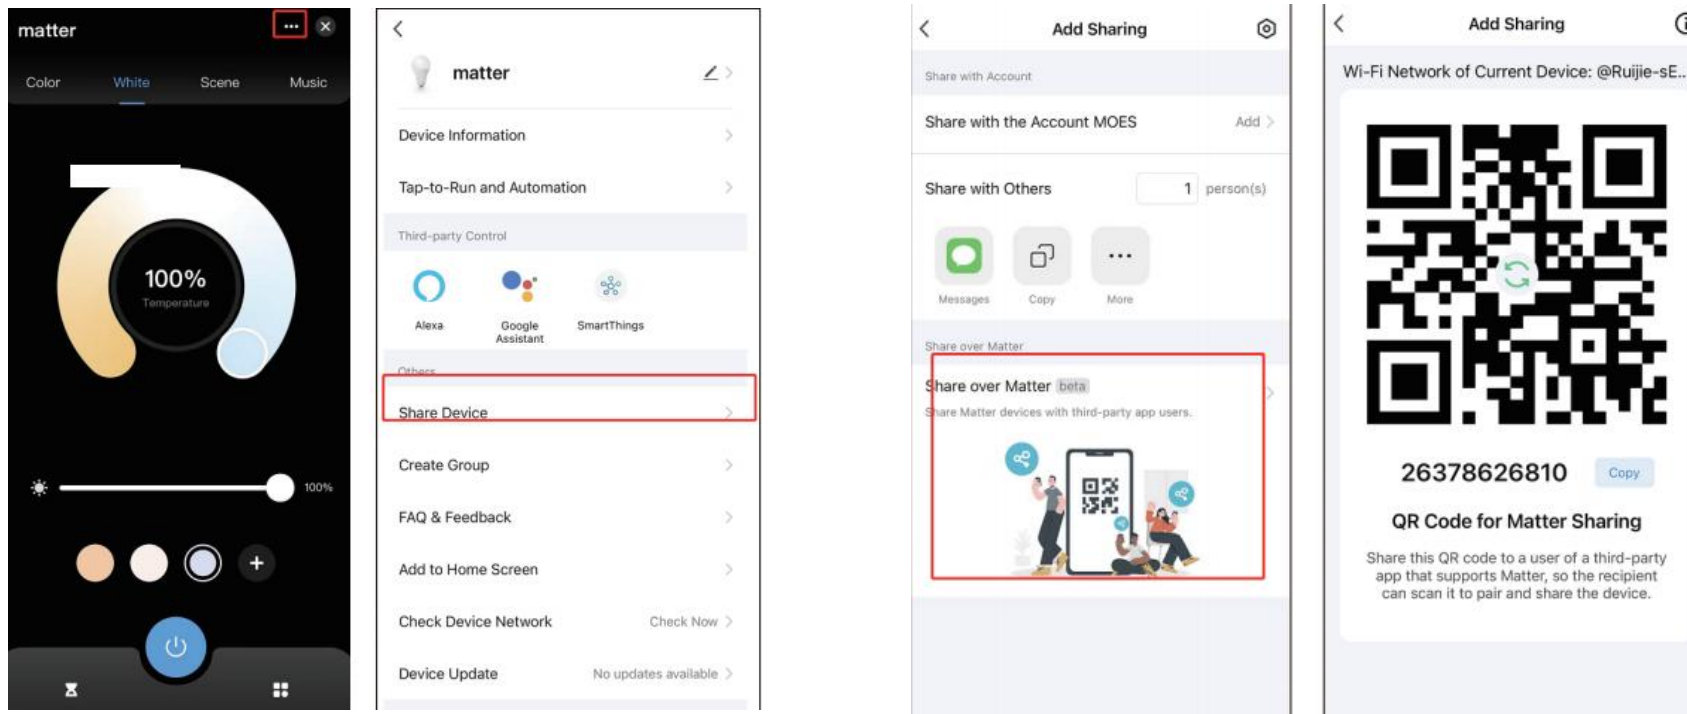 matter
Color White Scene Music
100%
Temperature
100%
matter
Device Information
Tap-to-Run and Automation
Third-party Control
Alexa
Google Assistant
SmartThings
Others
Share Device
Create Group
FAQ & Feedback
Add to Home Screen
Check Device Network Check Now
Device Update No updates available
Add Sharing
Share with Account
Share with the Account MOES Add
Share with Others 1 person(s)
Messages Copy More
Share over Matter
Share over Matter beta
Share Matter devices with third-party app users.
Add Sharing
Wi-Fi Network of Current Device: @Ruijie-sE..
26378626810 Copy
QR Code for Matter Sharing
Share this QR code to a user of a third-party
app that supports Matter, so the recipient
can scan it to pair and share the device.